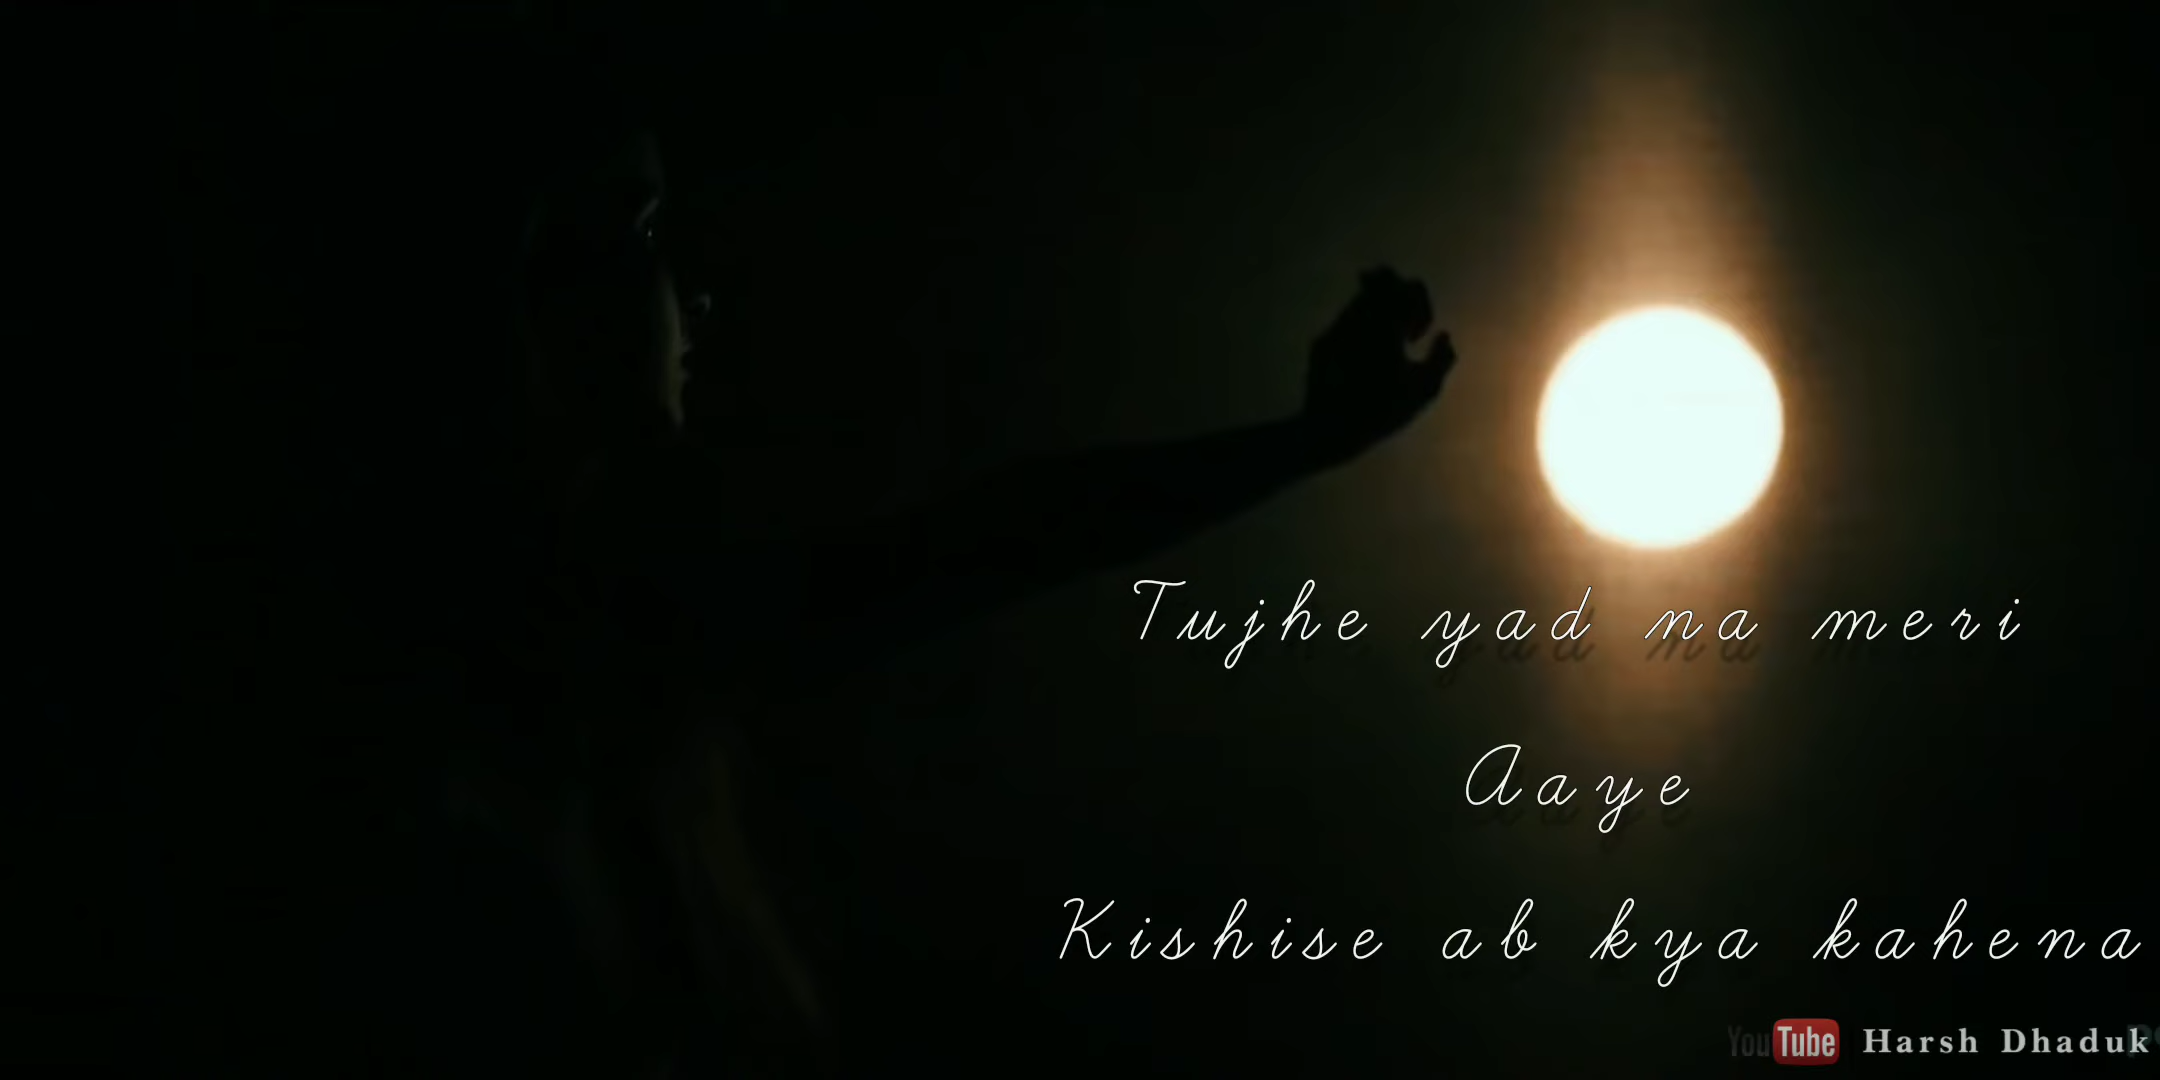 Tujhe yad na meri
Aaye
Kishise ab kya kahena
YouTube Harsh Dhaduk